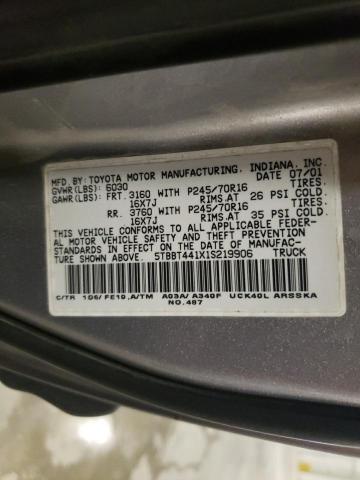 MFD. BY: TOYOTA MOTOR MANUFACTURING, INDIANA, INC.
GVWR(LBS): 6030 DATE 07/01
GAWR(LBS): FRT. 3160 WITH P245/70R16
16X7J RIMS.AT 26 PSI COLD.
RR. 3760 WITH P245/70R16
16X7J RIMS.AT 35 PSI COLD.
THIS VEHICLE CONFORMS TO ALL APPLICABLE FEDER-
AL MOTOR VEHICLE SAFETY AND THEFT PREVENTION
STANDARDS IN EFFECT ON THE DATE OF MANUFAC-
TURE SHOWN ABOVE. 5TBBT441X1S219906 TRUCK
C/TR 1D6/FE10,A/TM A03A/A340F UCK40L ARSSKA
NO.487